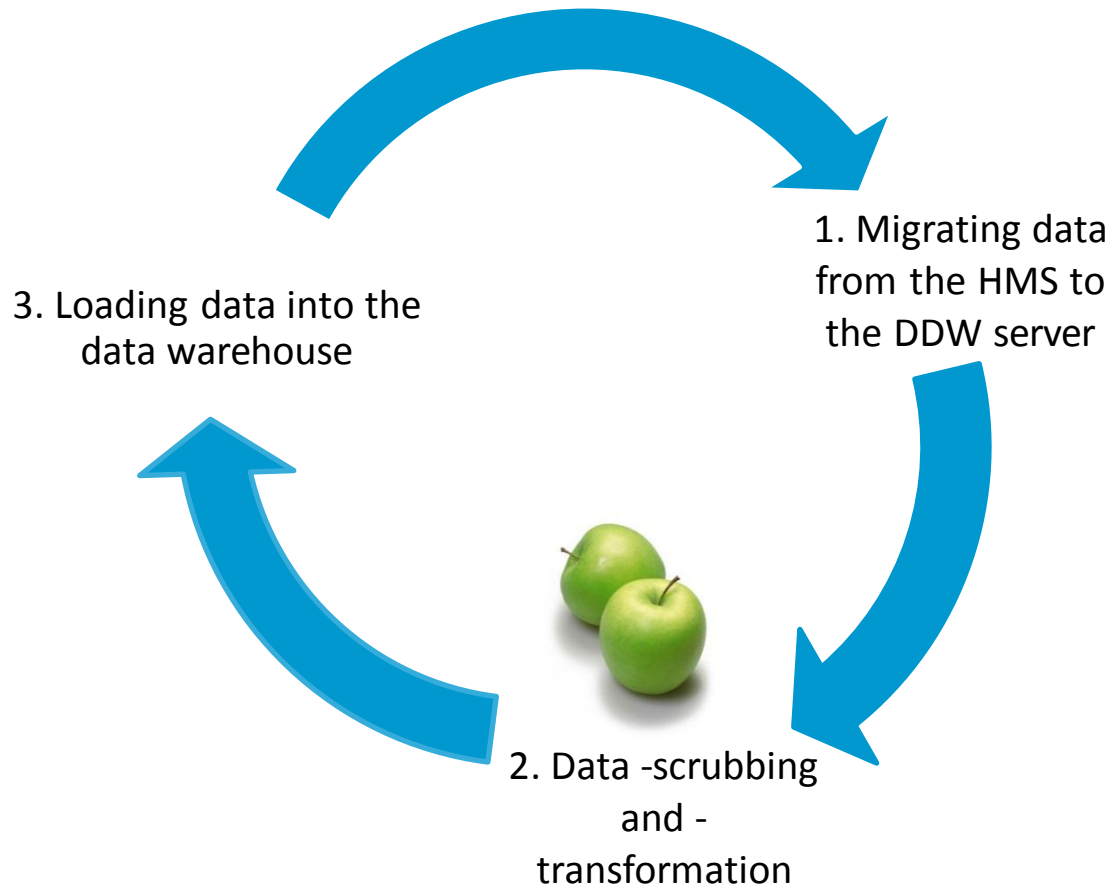 1. Migrating data
from the HMS to
the DDW server
2. Data -scrubbing
and -
transformation
3. Loading data into the
data warehouse